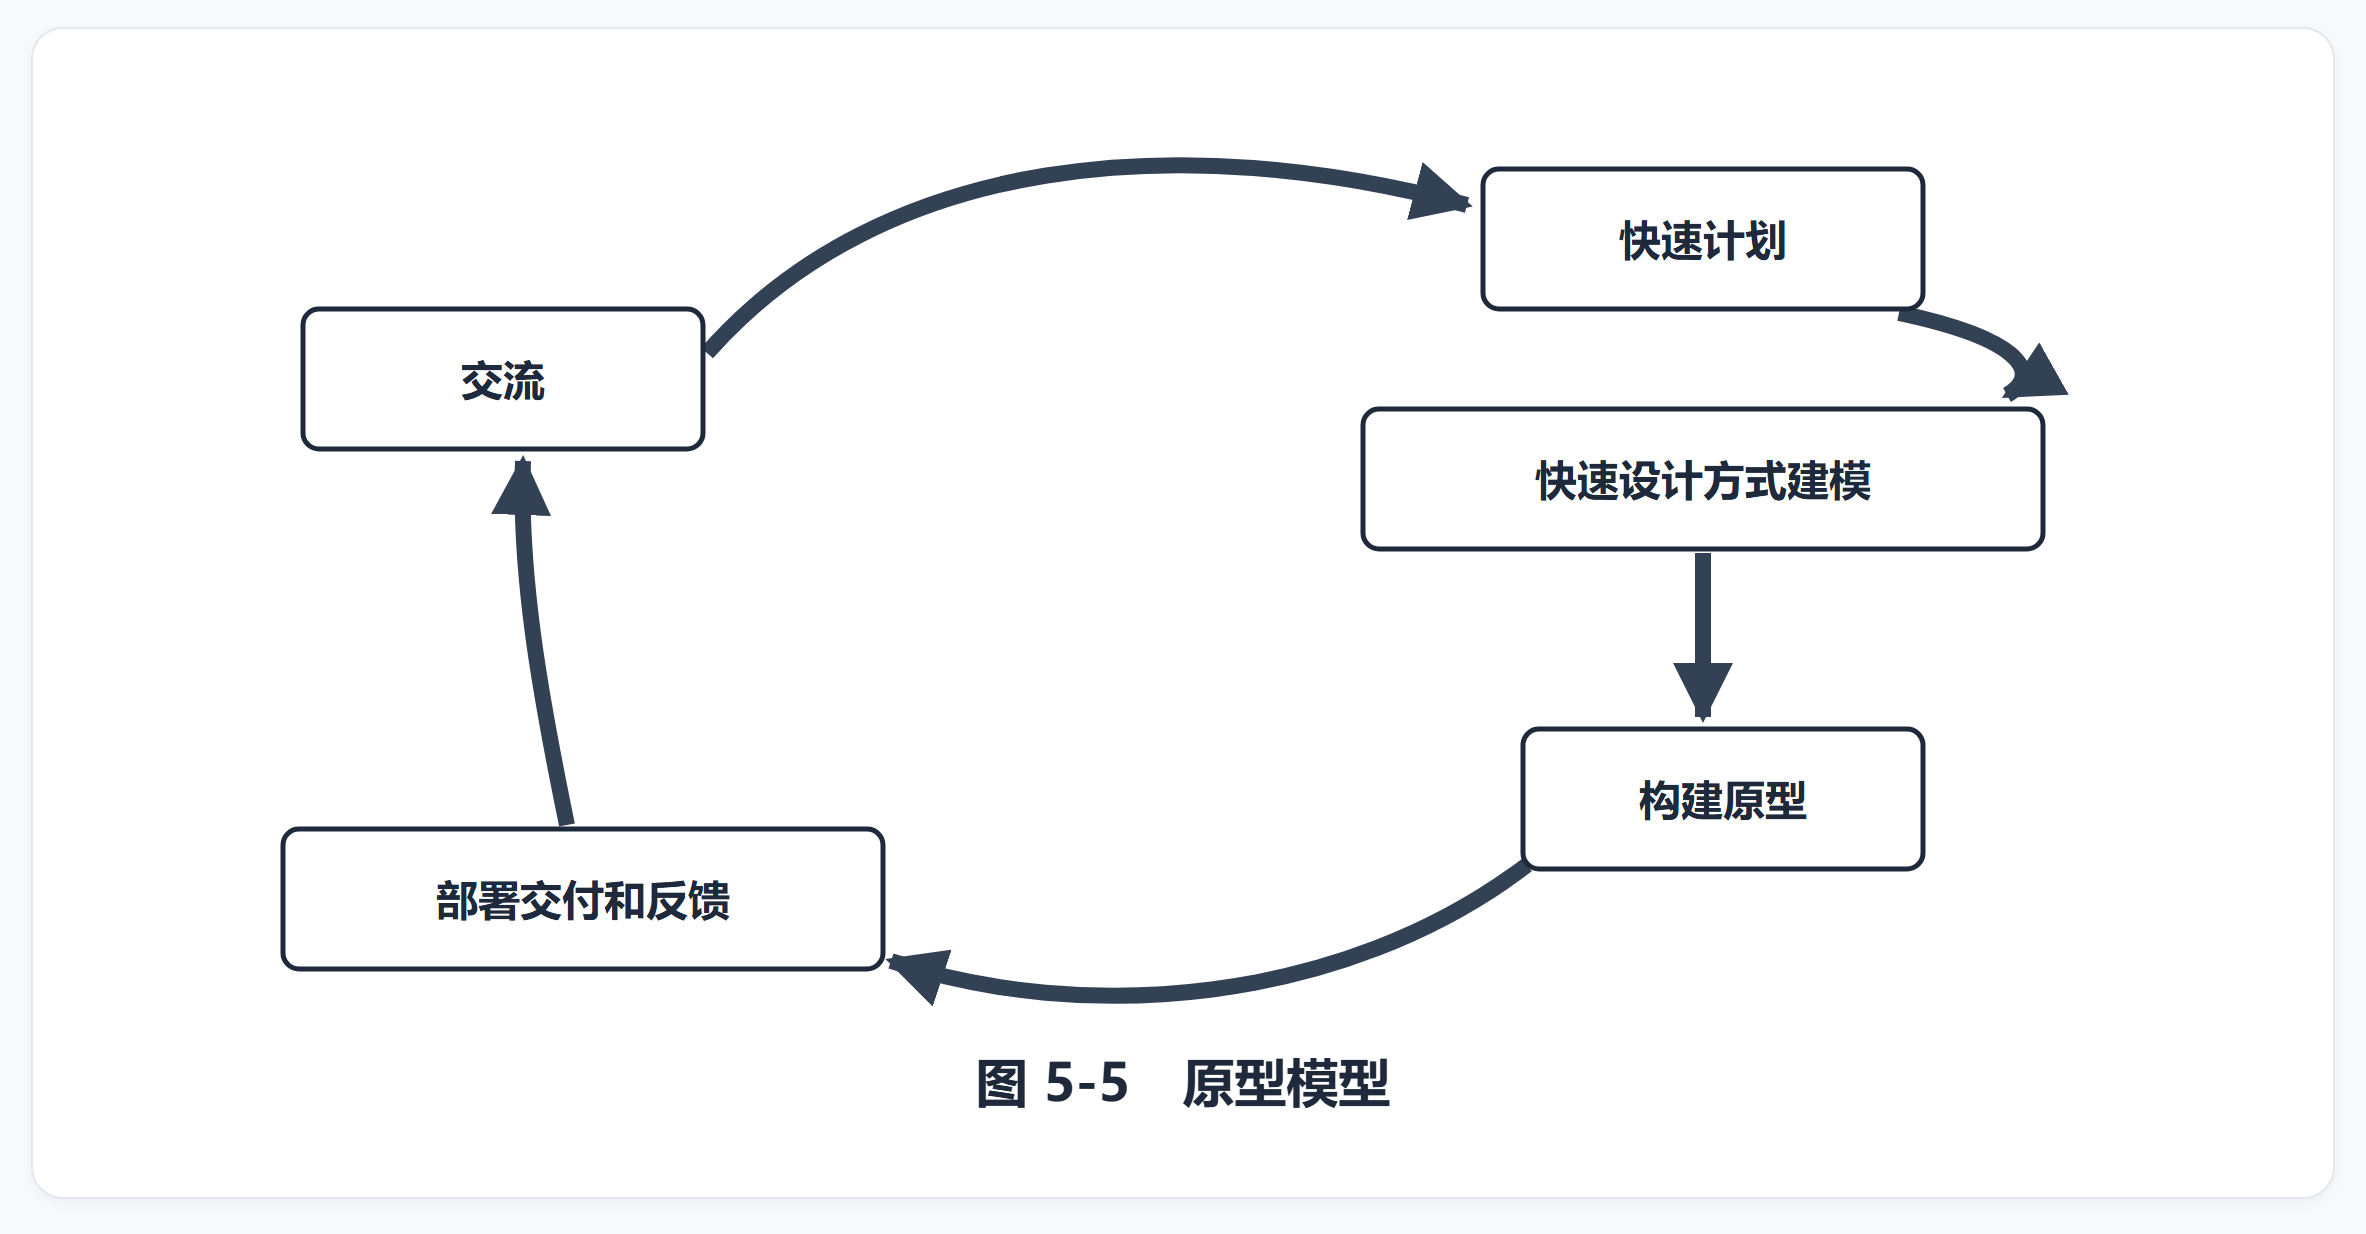 快速计划
交流
快速设计方式建模
构建原型
部署交付和反馈
图 5-5　原型模型